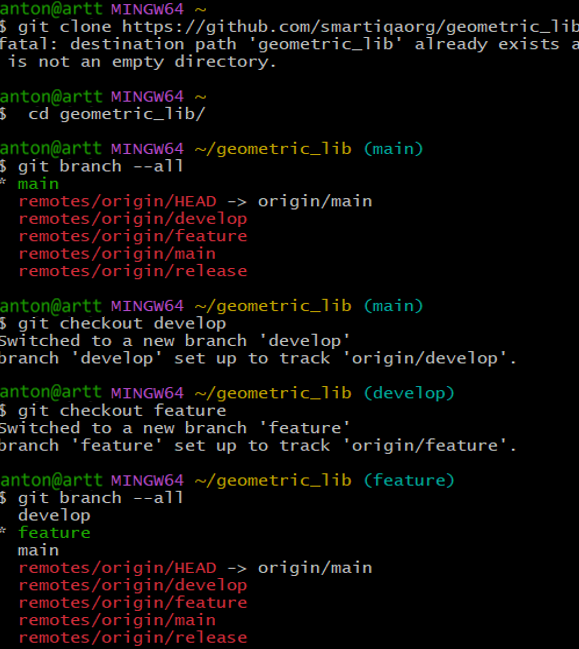 anton@artt MINGW64 ~
$ git clone https://github.com/smartiqaorg/geometric_lib
fatal: destination path 'geometric_lib' already exists a
is not an empty directory.
anton@artt MINGW64 ~
$  cd geometric_lib/
anton@artt MINGW64 ~/geometric_lib (main)
$ git branch --all
* main
  remotes/origin/HEAD -> origin/main
  remotes/origin/develop
  remotes/origin/feature
  remotes/origin/main
  remotes/origin/release
anton@artt MINGW64 ~/geometric_lib (main)
$ git checkout develop
Switched to a new branch 'develop'
branch 'develop' set up to track 'origin/develop'.
anton@artt MINGW64 ~/geometric_lib (develop)
$ git checkout feature
Switched to a new branch 'feature'
branch 'feature' set up to track 'origin/feature'.
anton@artt MINGW64 ~/geometric_lib (feature)
$ git branch --all
  develop
* feature
  main
  remotes/origin/HEAD -> origin/main
  remotes/origin/develop
  remotes/origin/feature
  remotes/origin/main
  remotes/origin/release